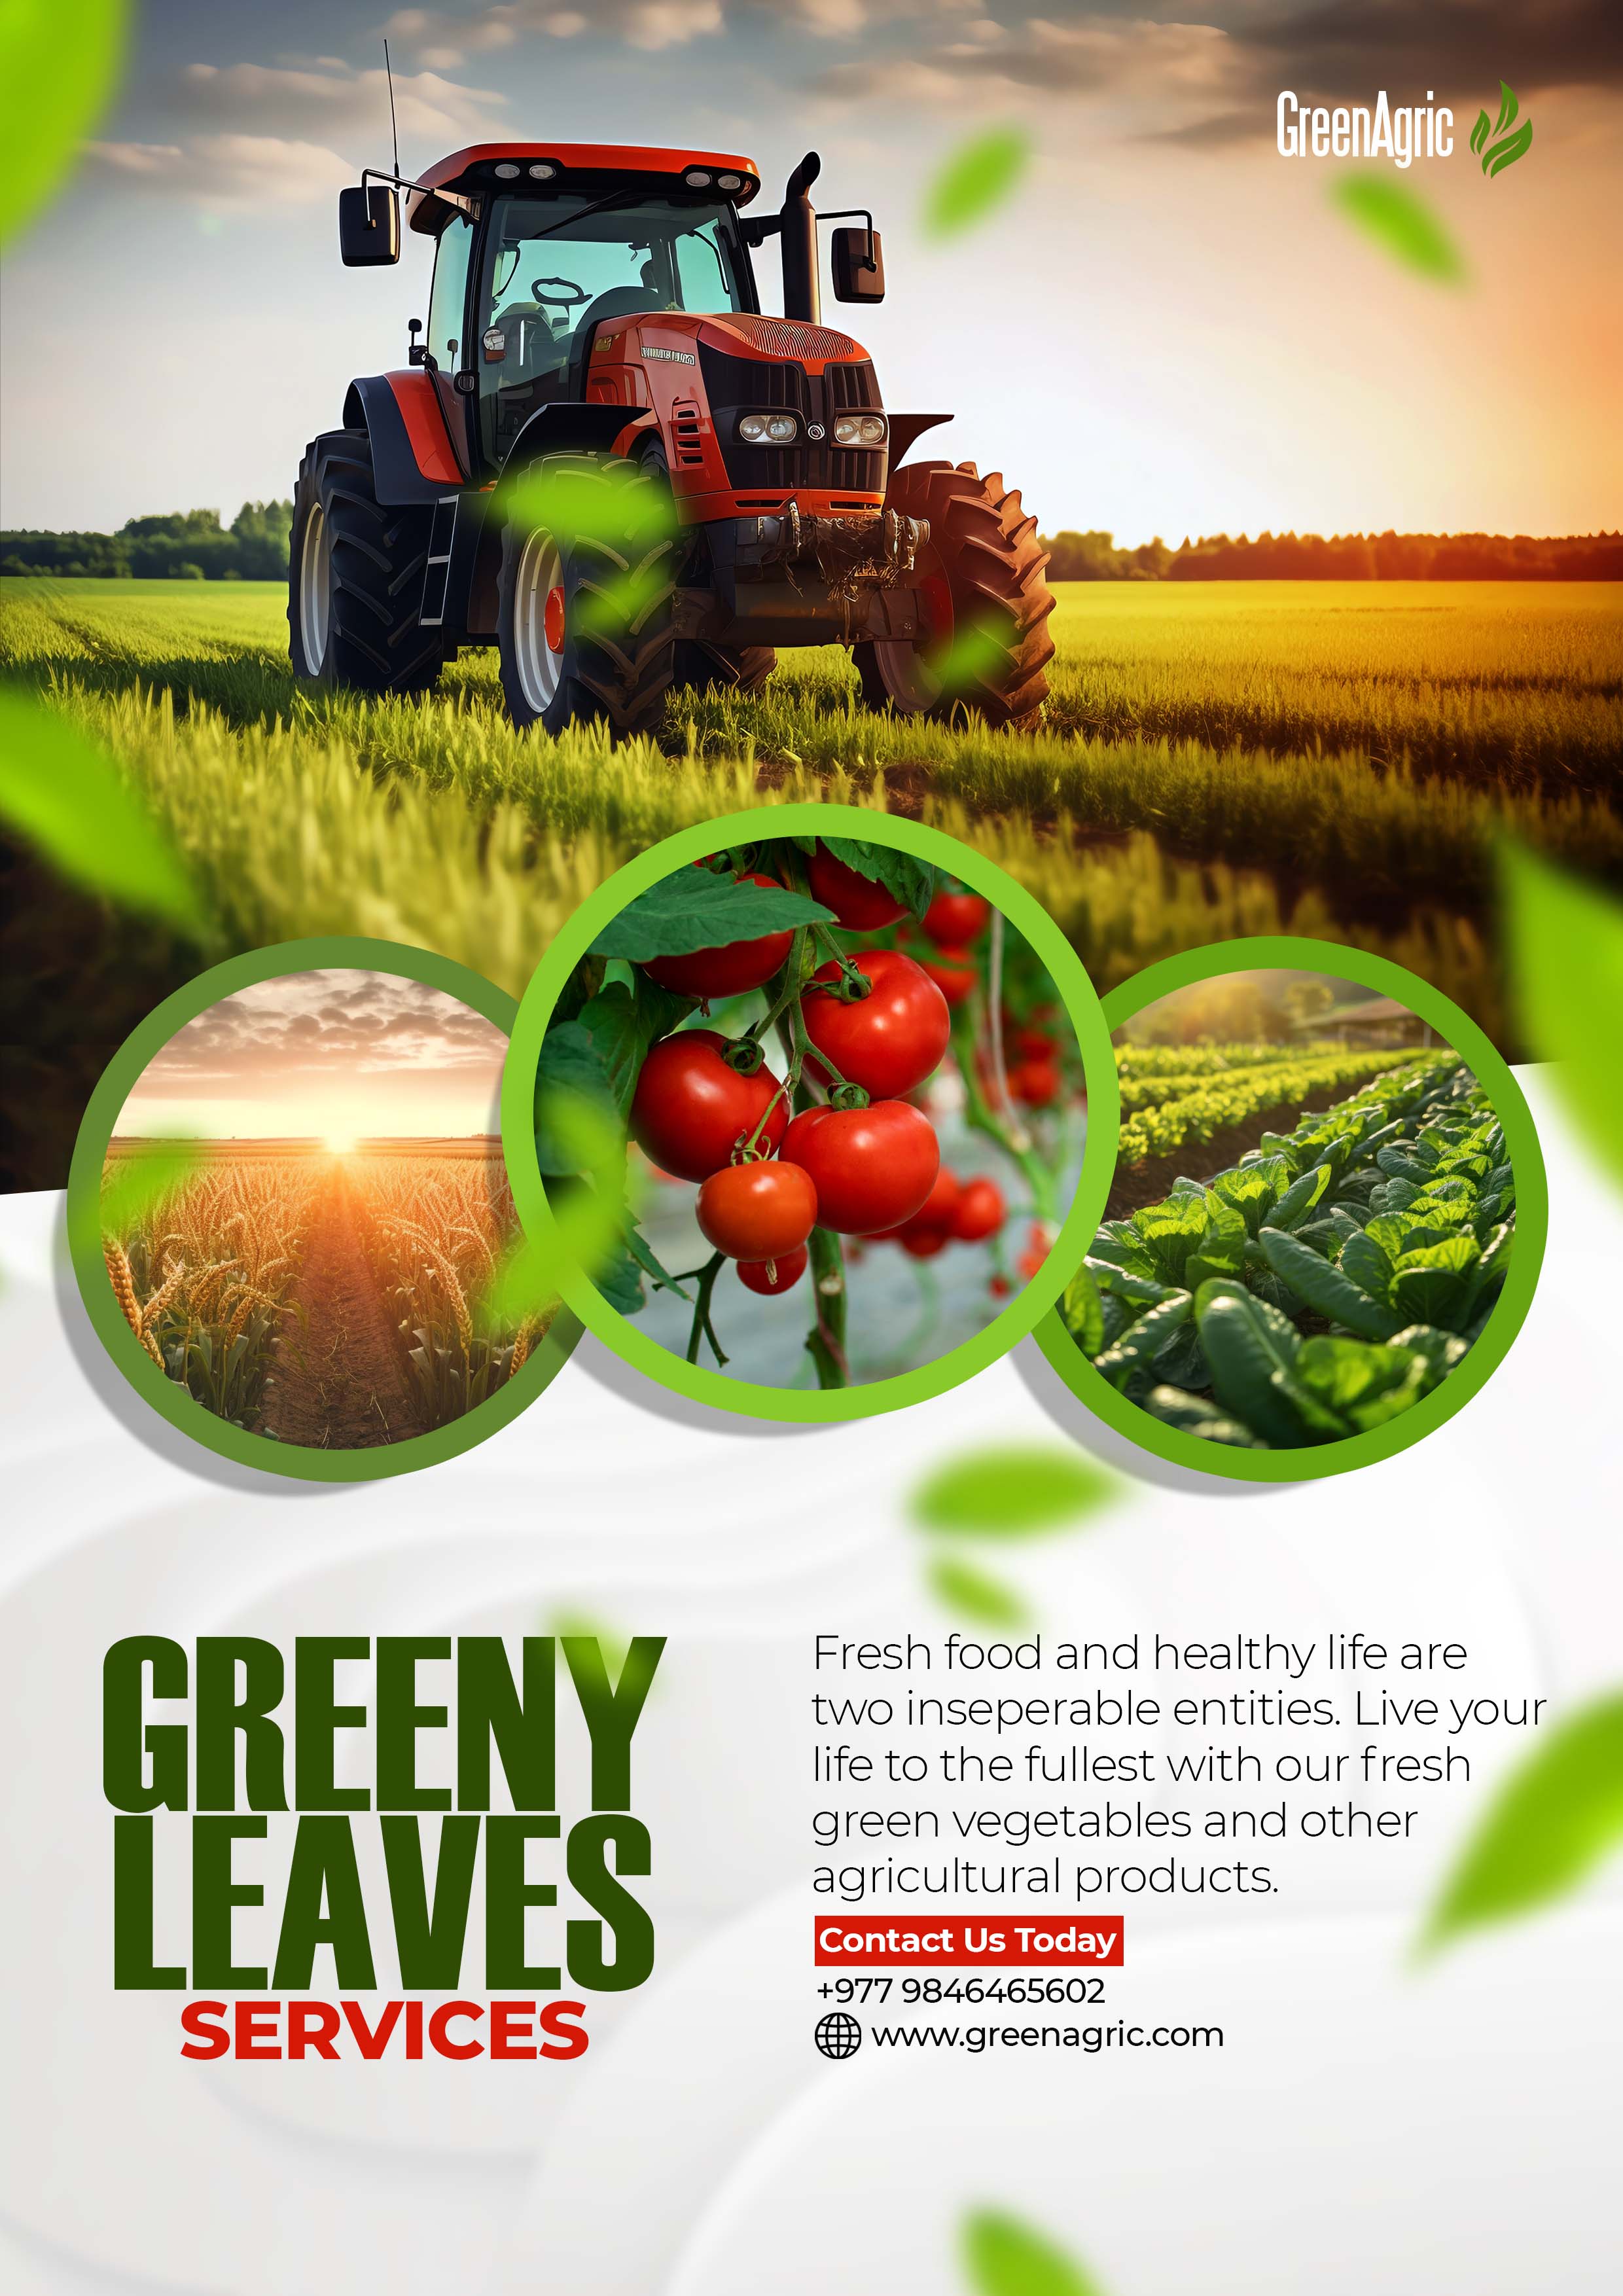 GreenAgric
GREENY
LEAVES
SERVICES
Fresh food and healthy life are
two inseperable entities. Live your
life to the fullest with our fresh
green vegetables and other
agricultural products.
Contact Us Today
+977 9846465602
www.greenagric.com